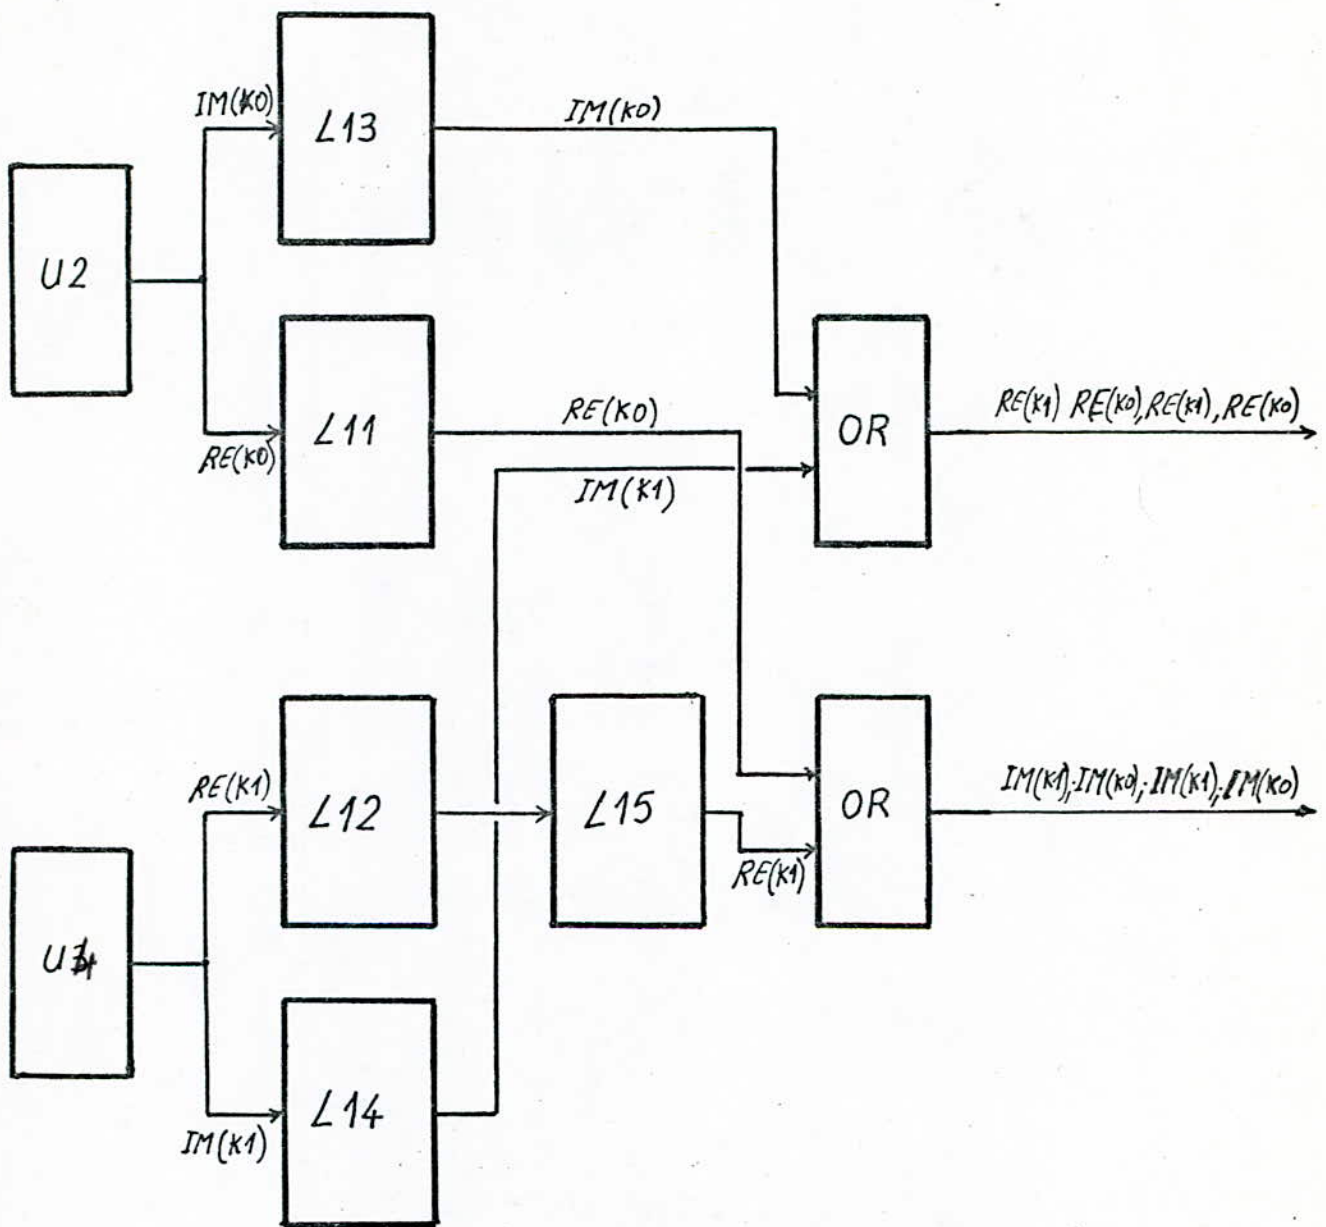 IM(K0)
L13
IM(K0)
U2
RE(K0)
L11
RE(K0)
IM(K1)
OR
RE(K1) RE(K0), RE(K1), RE(K0)
RE(K1)
L12
L15
RE(K1)
OR
IM(K1); IM(K0); IM(K1); IM(K0)
IM(K1)
L14